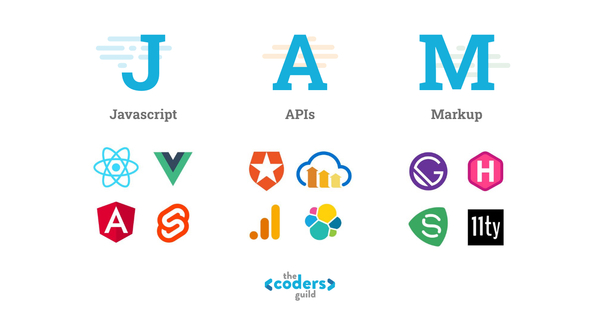 J A M
Javascript APIs Markup
A
H
S
11ty
the
<coders>
guild